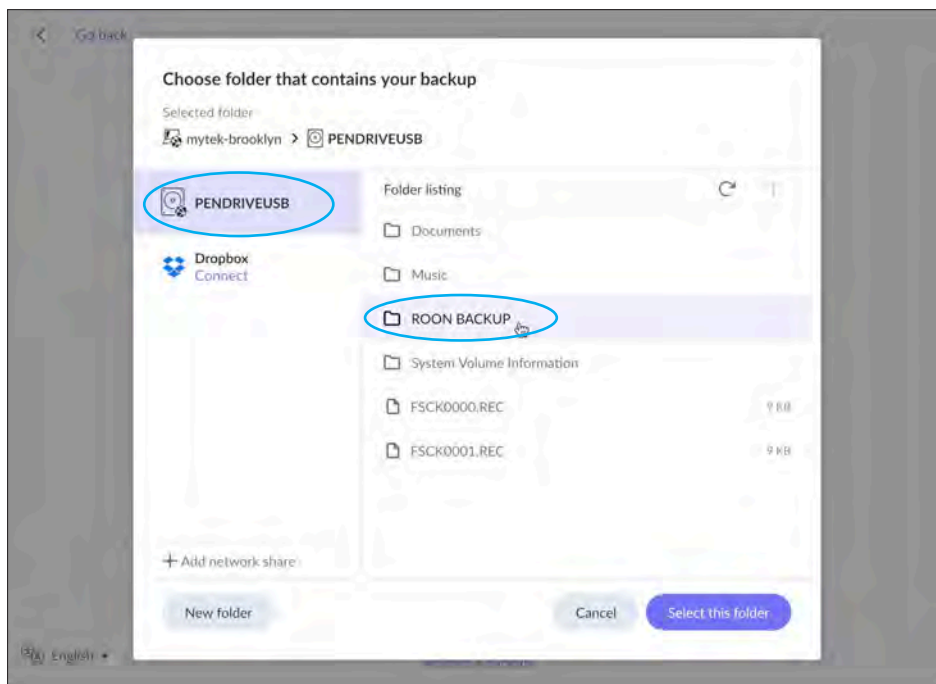 Go back
Choose folder that contains your backup
Selected folder
mytek-brooklyn > PENDRIVEUSB
PENDRIVEUSB
Dropbox
Connect
+ Add network share
Folder listing
Documents
Music
ROON BACKUP
System Volume Information
FSCK0000.REC 9 KB
FSCK0001.REC 9 KB
New folder
Cancel
Select this folder
English